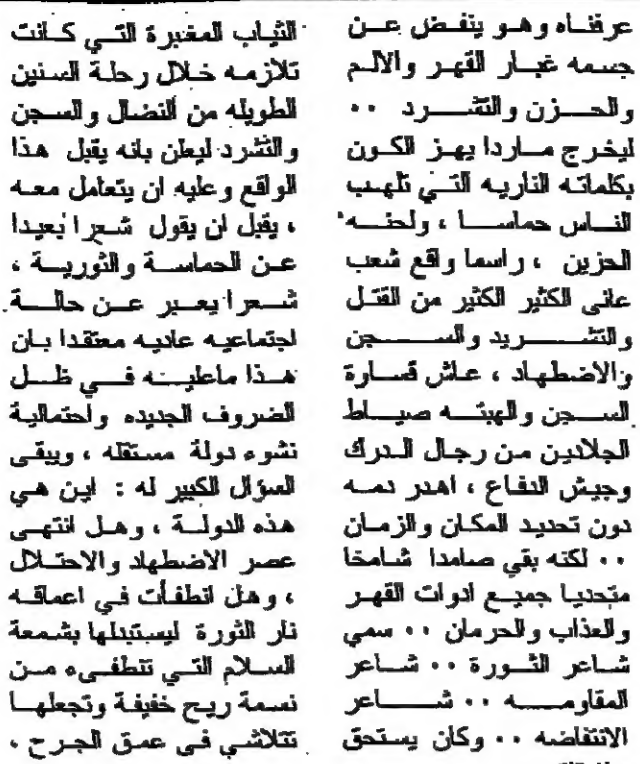 عرفناه وهو ينفض عن
جسمه غبار القهر والالم
والحزن والتشرد ..
ليخرج ماردا يهز الكون
بكلماته الناريه التي تلهب
الناس حماسا ، ولحنه
الحزين ، راسما واقع شعب
عانى الكثير الكثير من القتل
والتشريد والسجن
والاضطهاد ، عاش قساوة
السجن والهبته صياط
الجلادين من رجال الدرك
وجيش الدفاع ، اهدر دمه
دون تحديد المكان والزمان
.. لكنه بقي صامدا شامخا
متحديا جميع ادوات القهر
والعذاب والحرمان .. سمي
شاعر الثورة .. شاعر
المقاومه .. شاعر
الانتفاضه .. وكان يستحق
الثياب المغبرة التي كانت
تلازمه خلال رحلة السنين
الطويله من النضال والسجن
والتشرد ليعلن بانه يقبل هذا
الواقع وعليه ان يتعامل معه
، يقبل ان يقول شعرا بعيدا
عن الحماسة والثورية ،
شعرا يعبر عن حالة
اجتماعيه عاديه معتقدا بان
هذا ماعليه في ظل
الضروف الجديده واحتمالية
نشوء دولة مستقله ، ويبقى
السؤال الكبير له : اين هي
هذه الدولة ، وهل انتهى
عصر الاضطهاد والاحتلال
، وهل انطفأت في اعماقه
نار الثورة ليستبدلها بشمعة
السلام التي تنطفىء من
نسمة ريح خفيفة وتجعلها
تتلاشي في عمق الجرح ،